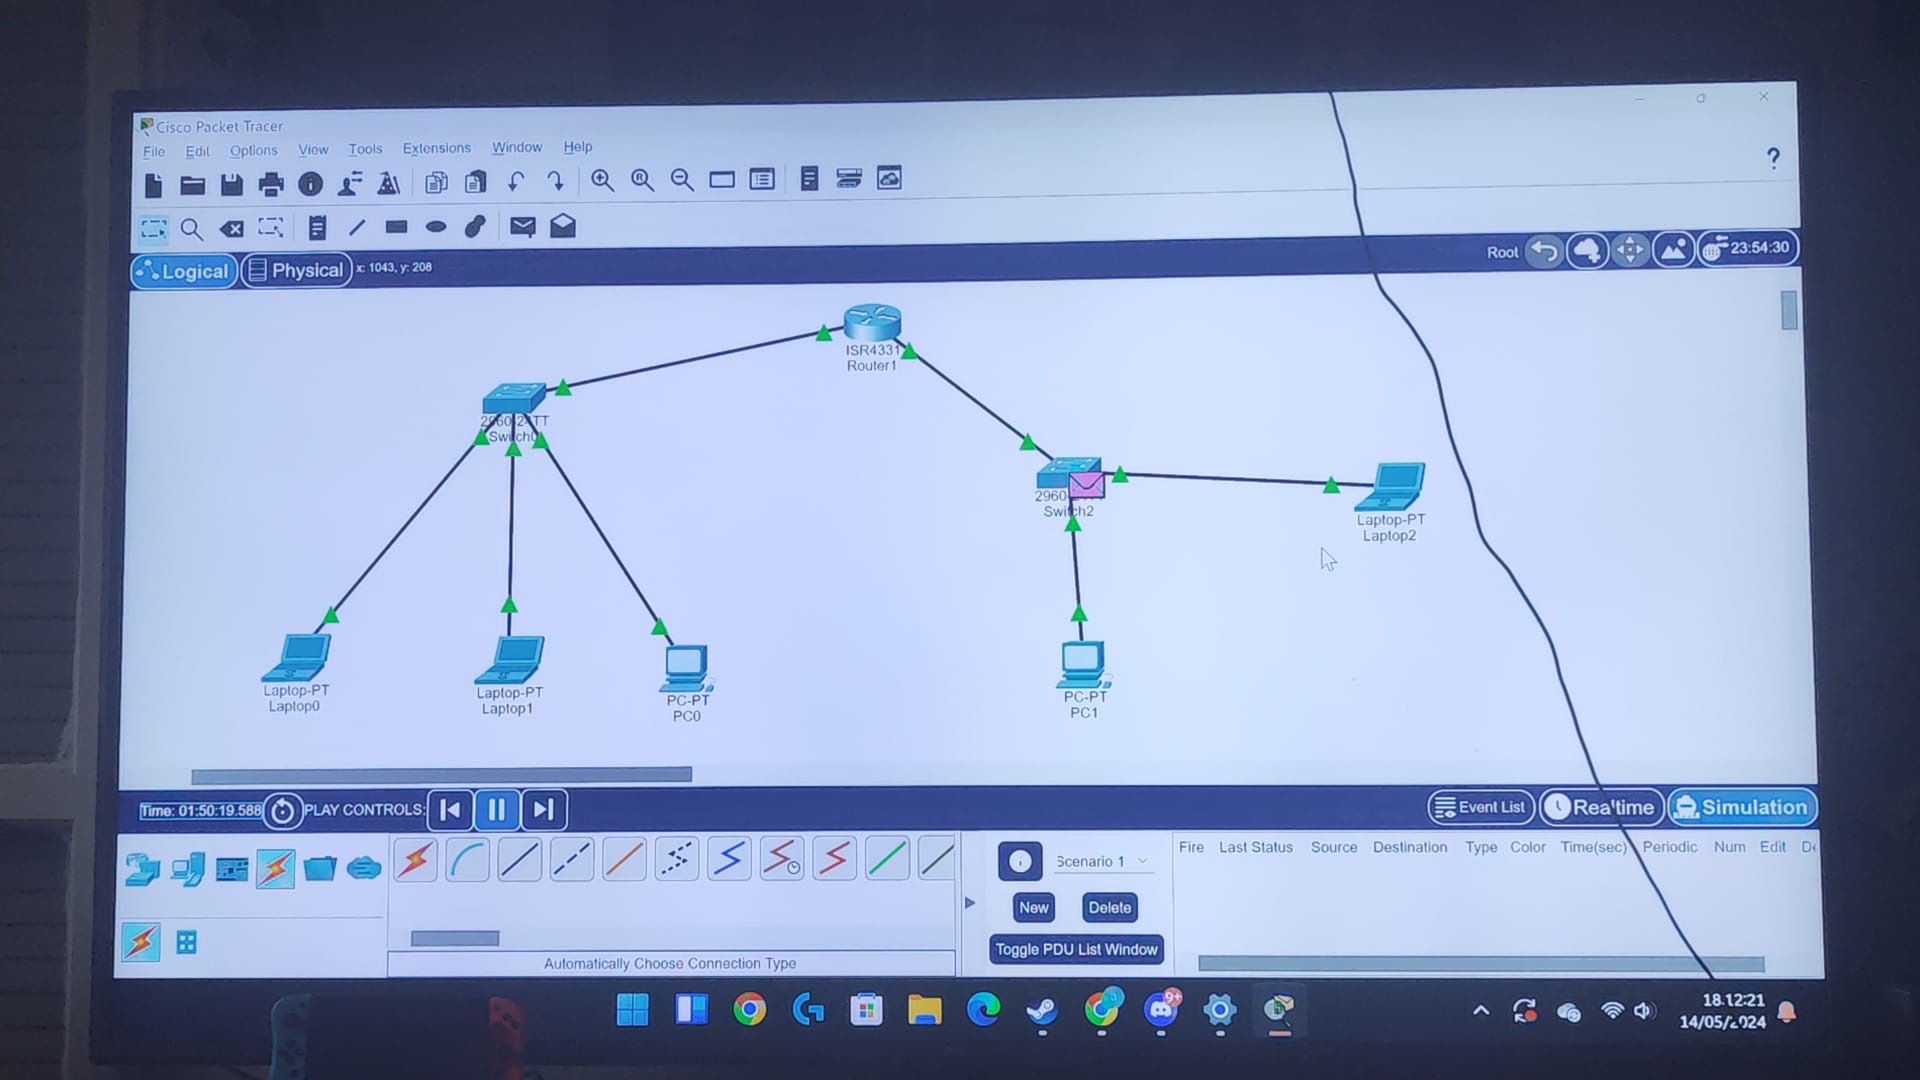 Cisco Packet Tracer
File Edit Options View Tools Extensions Window Help
?
Logical Physical x: 1043, y: 208 Root 23:54:30
ISR4331
Router1
Laptop-PT
Laptop2
Switch2
Laptop-PT
Laptop0
Laptop-PT
Laptop1
PC-PT
PC0
PC-PT
PC1
Time: 01:50:19.588 PLAY CONTROLS: Event List Realtime Simulation
Scenario 1
Fire Last Status Source Destination Type Color Time(sec) Periodic Num Edit De
New Delete
Toggle PDU List Window
Automatically Choose Connection Type
9+
18:12:21
14/05/2024